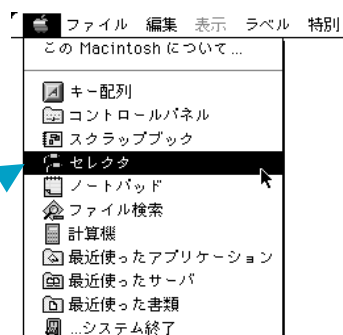 ファイル 編集 表示 ラベル 特別
この Macintosh について...
キー配列
コントロールパネル
スクラップブック
セレクタ
ノートパッド
ファイル検索
計算機
最近使ったアプリケーション
最近使ったサーバ
最近使った書類
...システム終了